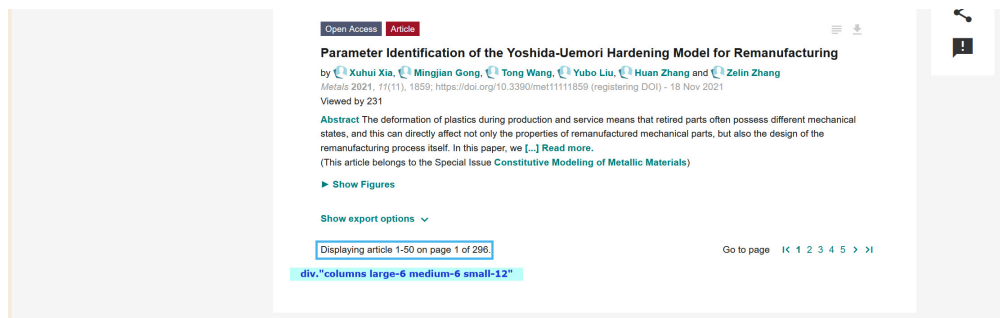 Open Access Article
Parameter Identification of the Yoshida-Uemori Hardening Model for Remanufacturing
by Xuhui Xia, Mingjian Gong, Tong Wang, Yubo Liu, Huan Zhang and Zelin Zhang
Metals 2021, 11(11), 1859; https://doi.org/10.3390/met11111859 (registering DOI) - 18 Nov 2021
Viewed by 231
Abstract The deformation of plastics during production and service means that retired parts often possess different mechanical
states, and this can directly affect not only the properties of remanufactured mechanical parts, but also the design of the
remanufacturing process itself. In this paper, we [...] Read more.
(This article belongs to the Special Issue Constitutive Modeling of Metallic Materials)
► Show Figures
Show export options
Displaying article 1-50 on page 1 of 296. Go to page 1 2 3 4 5
div."columns large-6 medium-6 small-12"